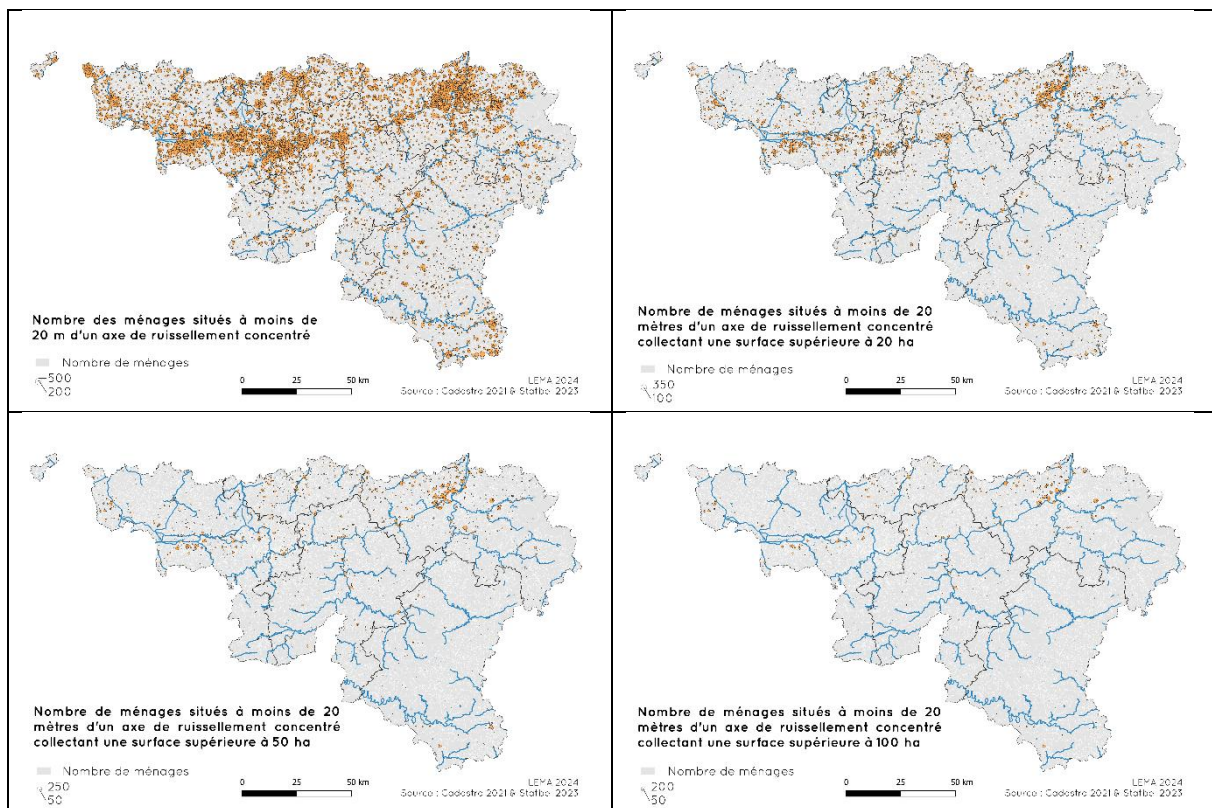 Nombre des ménages situés à moins de
20 m d'un axe de ruissellement concentré
Nombre de ménages
500
200
0 25 50 km
LEMA 2024
Source : Cadastre 2021 & Statbel 2023
Nombre de ménages situés à moins de 20
mètres d'un axe de ruissellement concentré
collectant une surface supérieure à 20 ha
Nombre de ménages
350
100
0 25 50 km
LEMA 2024
Source : Cadastre 2021 & Statbel 2023
Nombre de ménages situés à moins de 20
mètres d'un axe de ruissellement concentré
collectant une surface supérieure à 50 ha
Nombre de ménages
250
50
0 25 50 km
LEMA 2024
Source : Cadastre 2021 & Statbel 2023
Nombre de ménages situés à moins de 20
mètres d'un axe de ruissellement concentré
collectant une surface supérieure à 100 ha
Nombre de ménages
200
50
0 25 50 km
LEMA 2024
Source : Cadastre 2021 & Statbel 2023